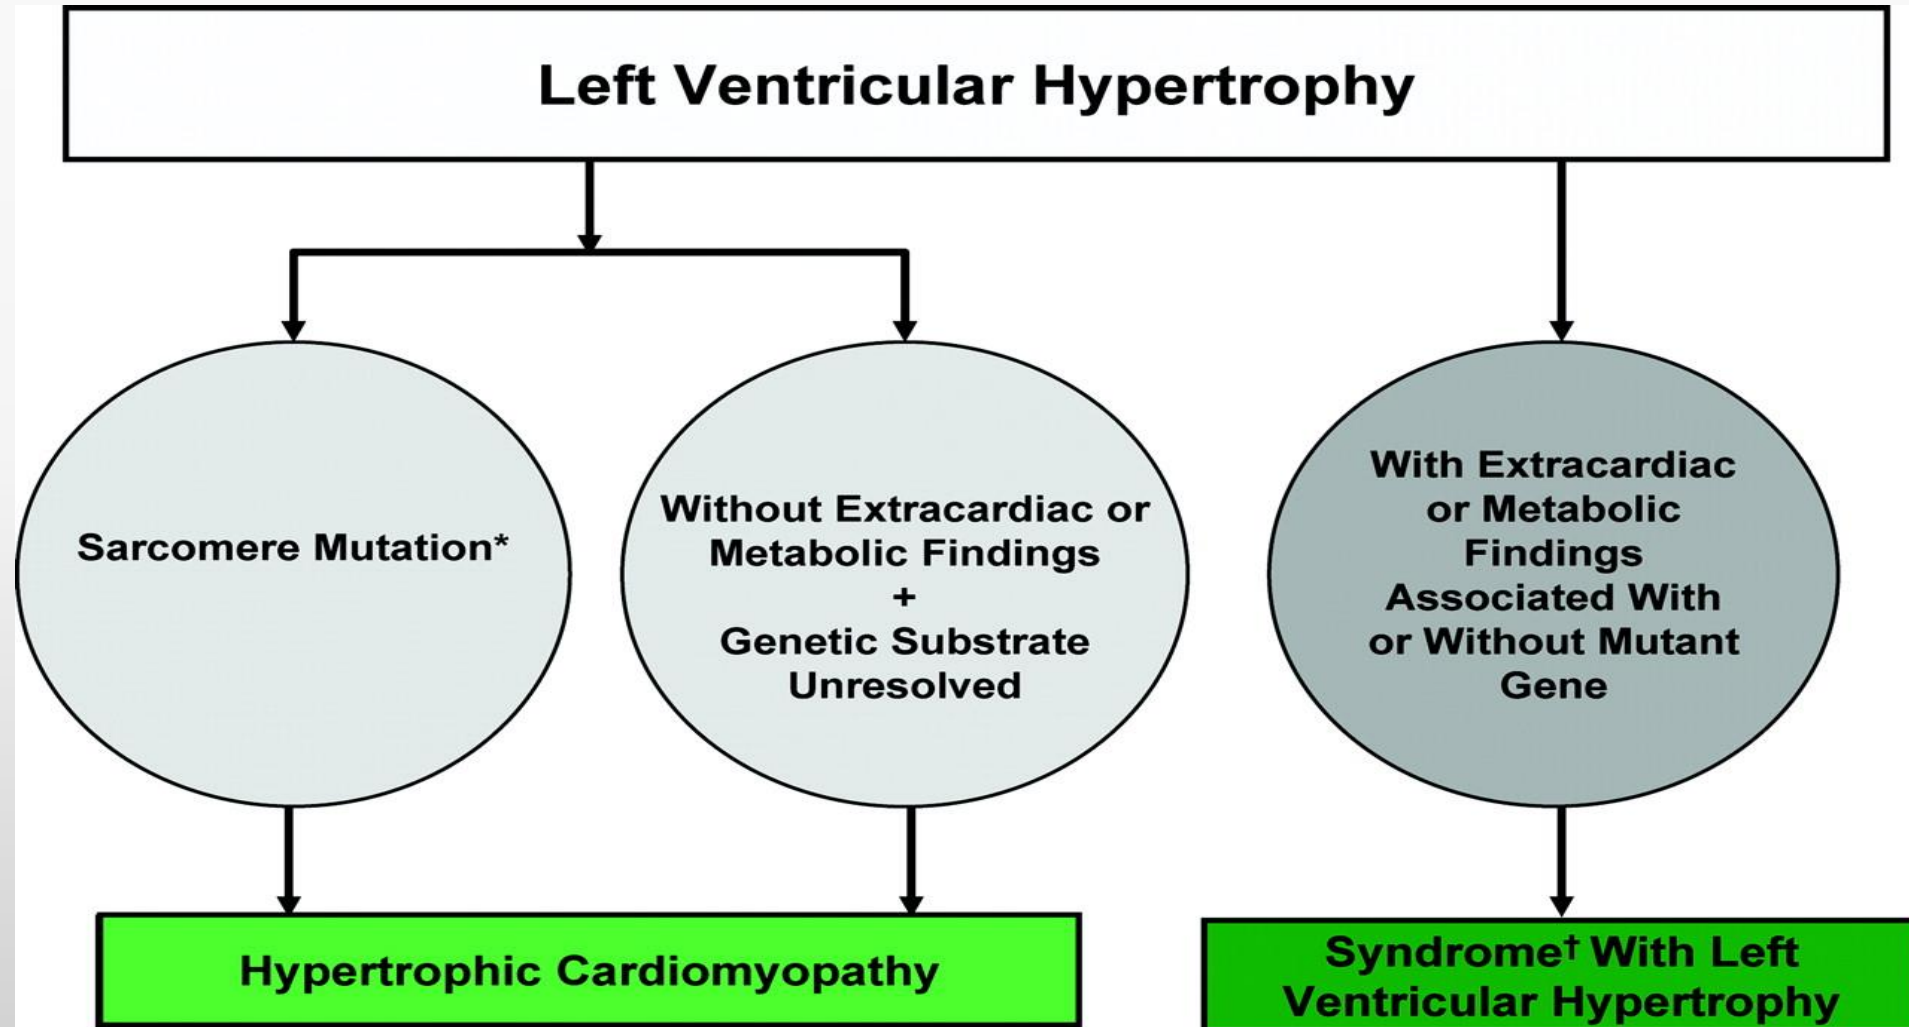 Left Ventricular Hypertrophy
Sarcomere Mutation*
Without Extracardiac or
Metabolic Findings
+
Genetic Substrate
Unresolved
With Extracardiac
or Metabolic
Findings
Associated With
or Without Mutant
Gene
Hypertrophic Cardiomyopathy
Syndrome† With Left
Ventricular Hypertrophy